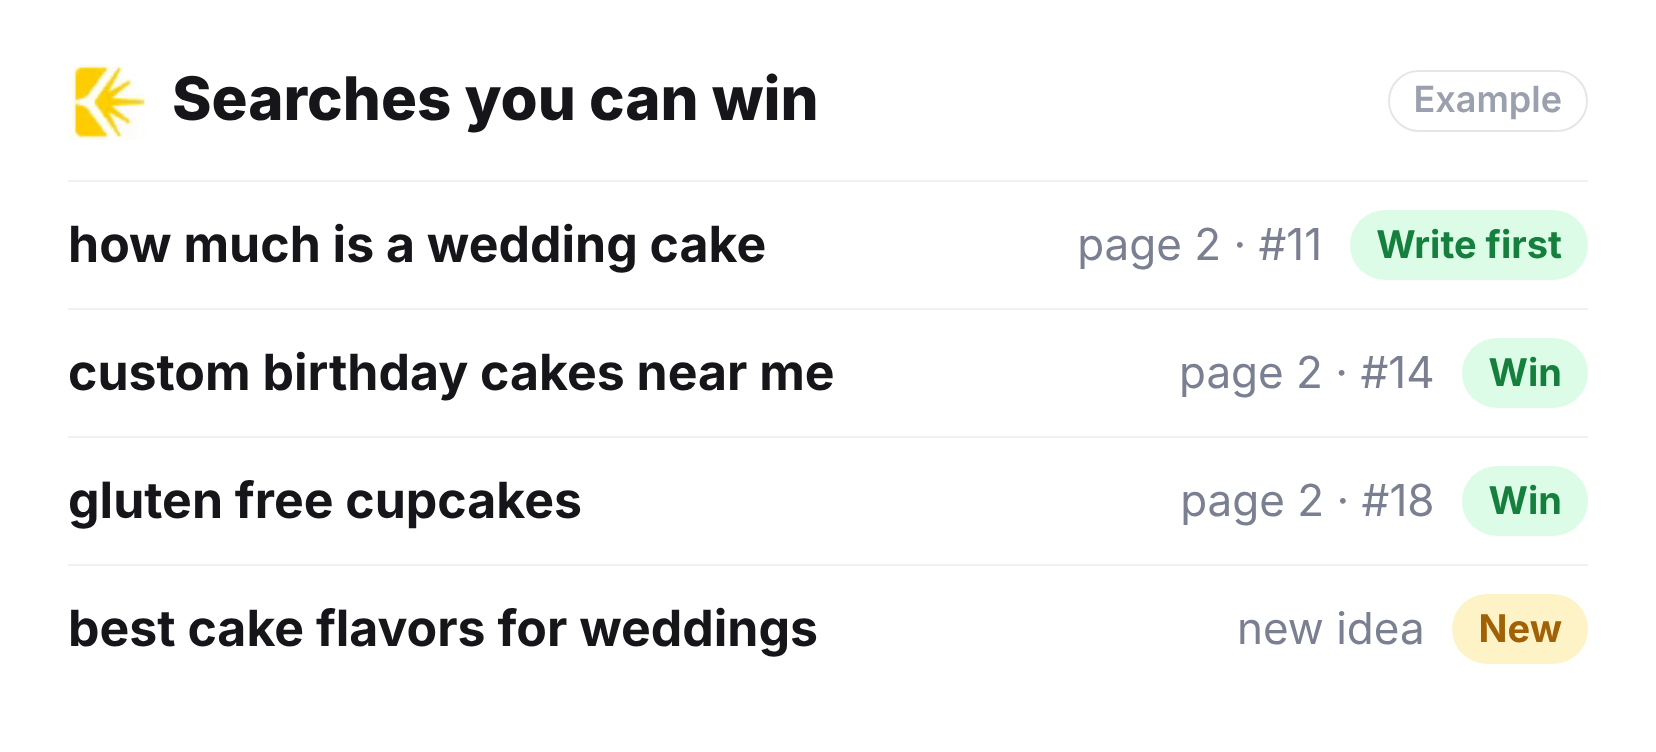 Searches you can win
Example
how much is a wedding cake page 2 · #11 Write first
custom birthday cakes near me page 2 · #14 Win
gluten free cupcakes page 2 · #18 Win
best cake flavors for weddings new idea New